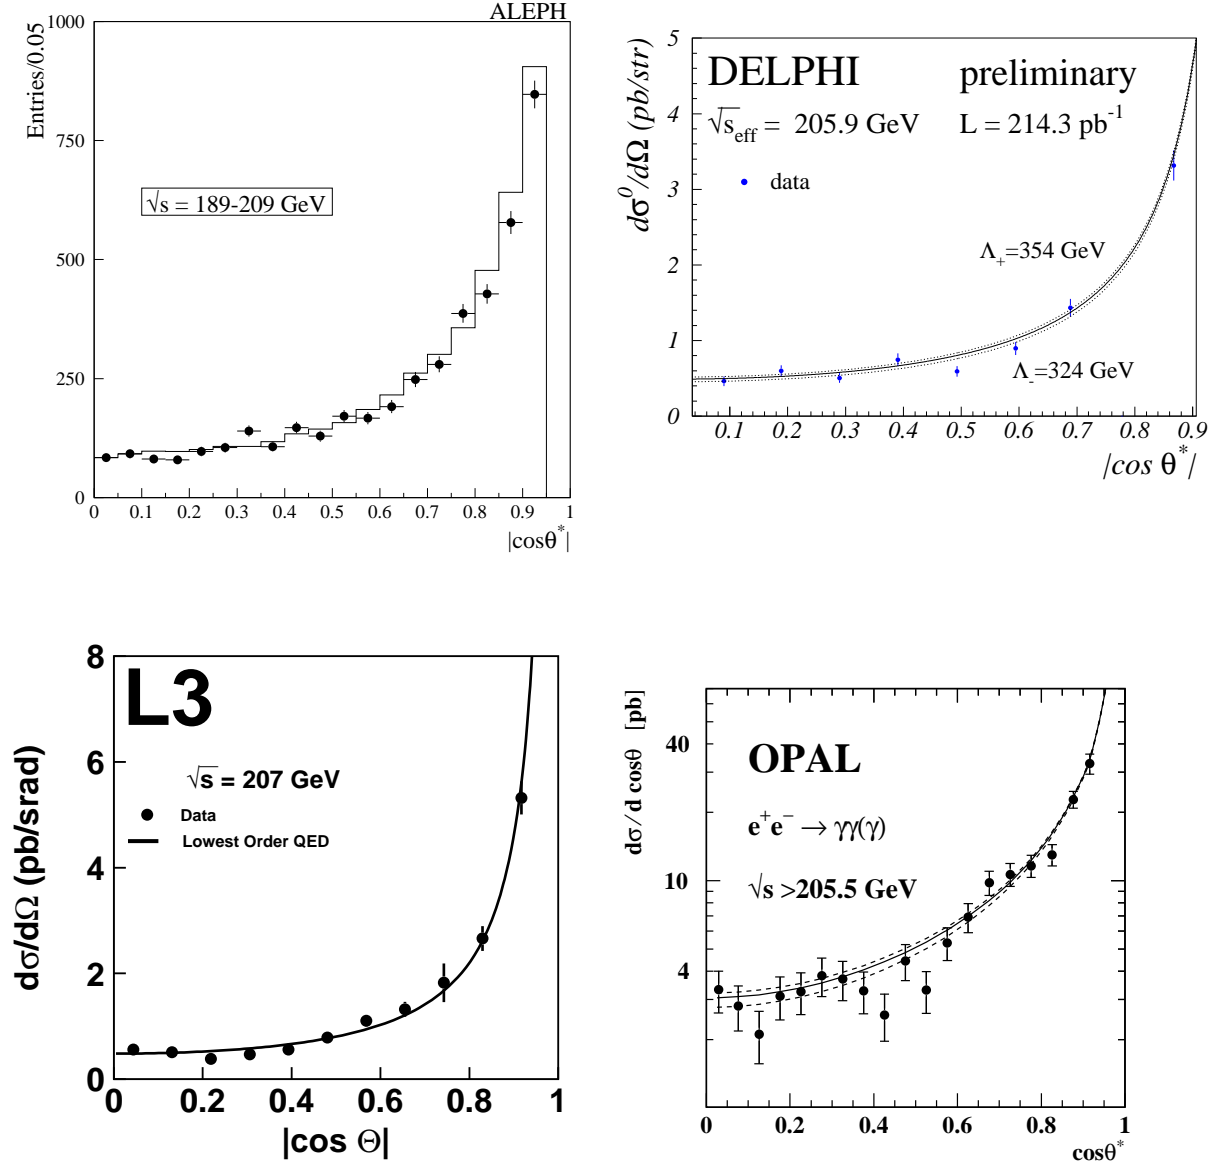 ALEPH
Entries/0.05
1000
750
500
250
0
√s = 189-209 GeV
0 0.1 0.2 0.3 0.4 0.5 0.6 0.7 0.8 0.9 1
|cosθ*|
DELPHI preliminary
√s_eff = 205.9 GeV L = 214.3 pb⁻¹
data
dσ⁰/dΩ (pb/str)
5
4
3
2
1
0
Λ₊=354 GeV
Λ₋=324 GeV
0.1 0.2 0.3 0.4 0.5 0.6 0.7 0.8 0.9
|cos θ*|
L3
√s = 207 GeV
Data
Lowest Order QED
dσ/dΩ (pb/srad)
8
6
4
2
0
0 0.2 0.4 0.6 0.8 1
|cos Θ|
OPAL
e⁺e⁻ → γγ(γ)
√s >205.5 GeV
dσ/d cosθ [pb]
40
10
4
0 0.2 0.4 0.6 0.8 1
cosθ*